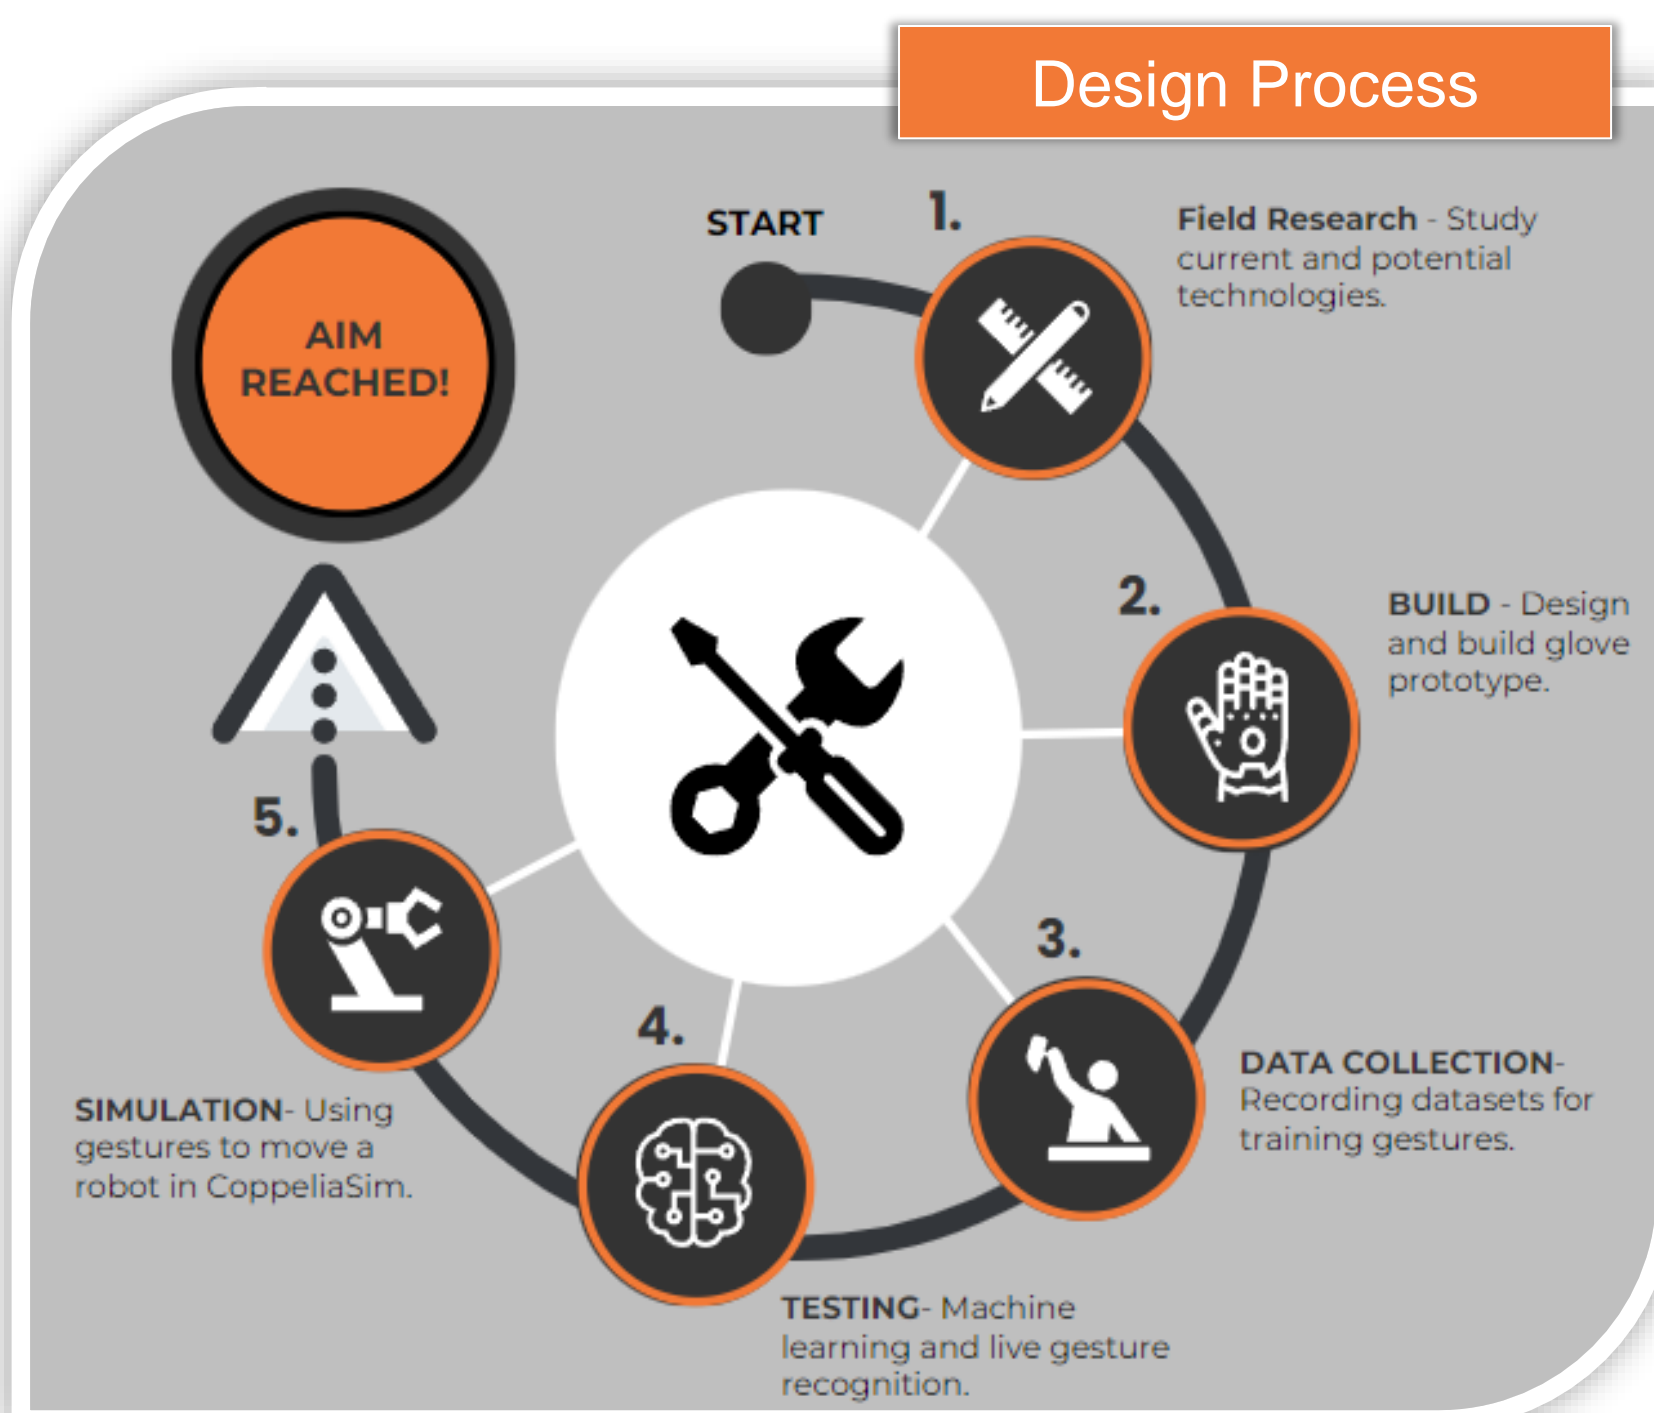 Design Process
START
1.
Field Research - Study
current and potential
technologies.
AIM
REACHED!
2.
BUILD - Design
and build glove
prototype.
3.
DATA COLLECTION-
Recording datasets for
training gestures.
4.
TESTING- Machine
learning and live gesture
recognition.
5.
SIMULATION- Using
gestures to move a
robot in CoppeliaSim.